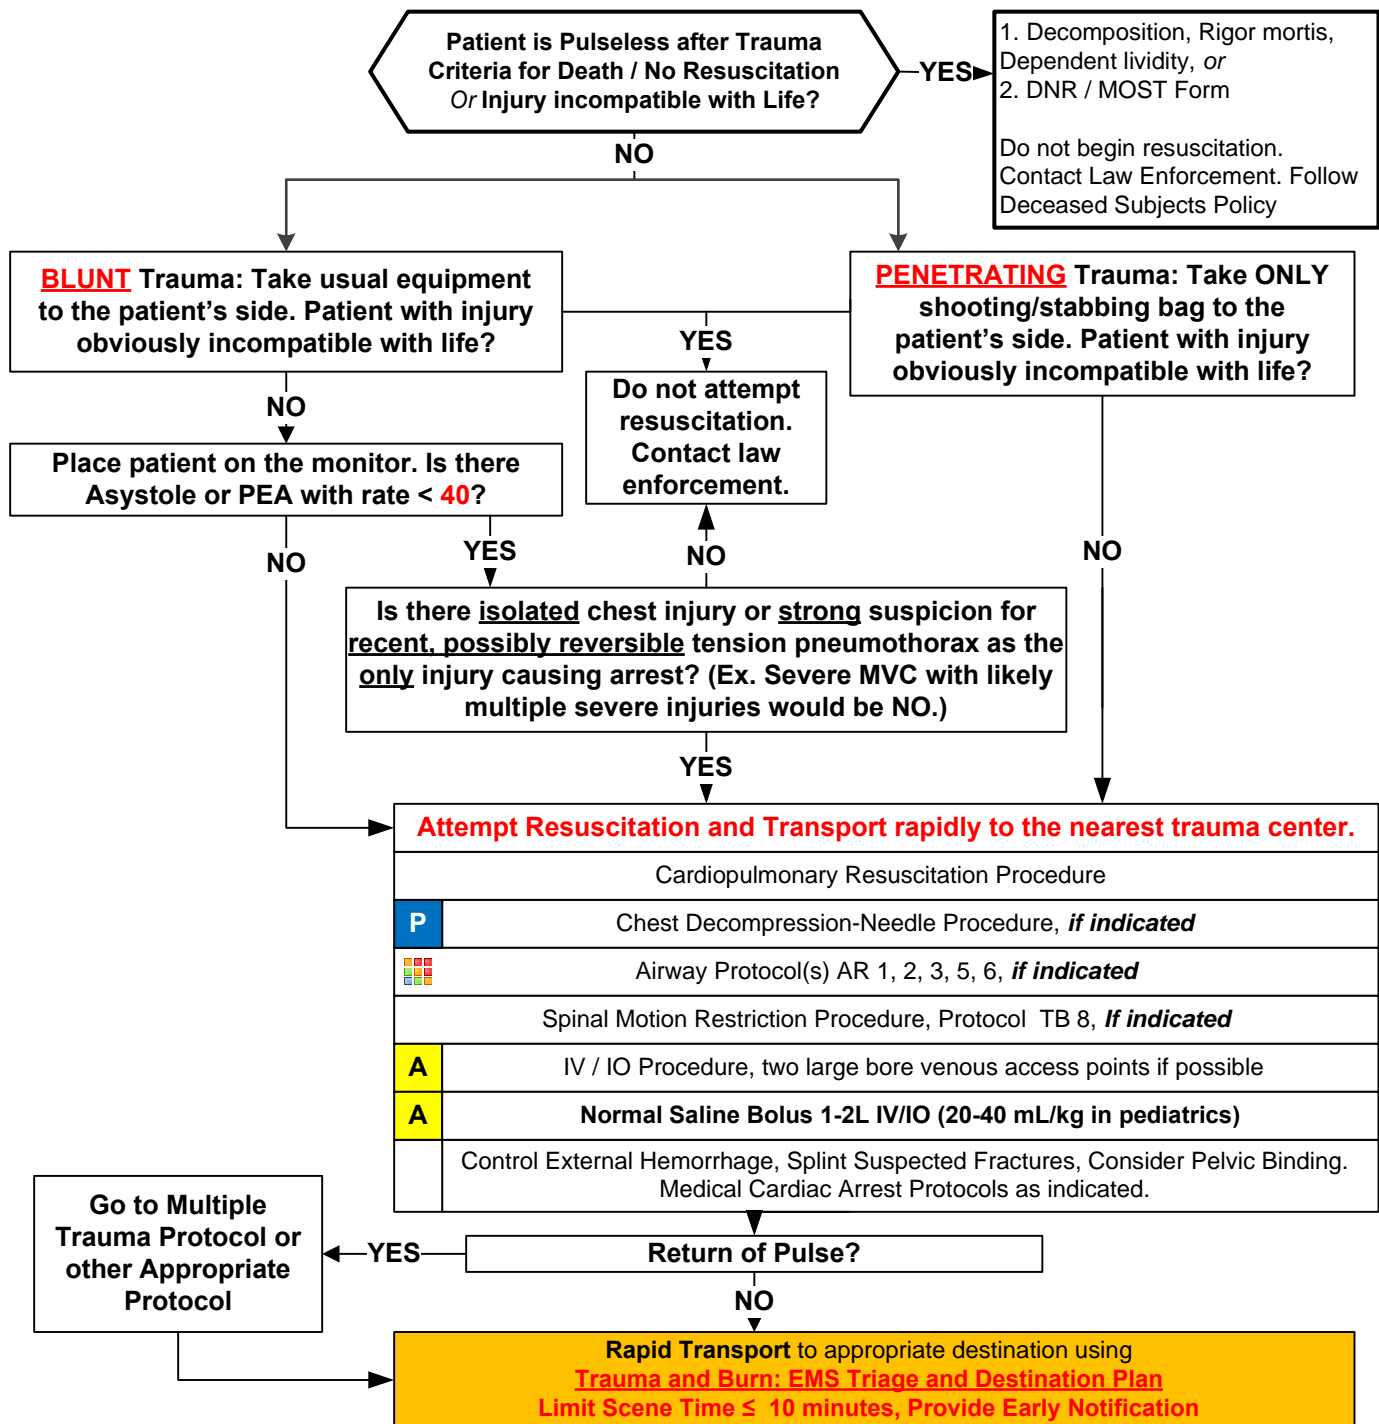 Patient is Pulseless after Trauma
Criteria for Death / No Resuscitation
Or Injury incompatible with Life?
YES
1. Decomposition, Rigor mortis,
Dependent lividity, or
2. DNR / MOST Form
Do not begin resuscitation.
Contact Law Enforcement. Follow
Deceased Subjects Policy
NO
BLUNT Trauma: Take usual equipment
to the patient’s side. Patient with injury
obviously incompatible with life?
PENETRATING Trauma: Take ONLY
shooting/stabbing bag to the
patient’s side. Patient with injury
obviously incompatible with life?
YES
Do not attempt
resuscitation.
Contact law
enforcement.
NO
Place patient on the monitor. Is there
Asystole or PEA with rate < 40?
NO
YES
NO
NO
Is there isolated chest injury or strong suspicion for
recent, possibly reversible tension pneumothorax as the
only injury causing arrest? (Ex. Severe MVC with likely
multiple severe injuries would be NO.)
YES
Attempt Resuscitation and Transport rapidly to the nearest trauma center.
Cardiopulmonary Resuscitation Procedure
P Chest Decompression-Needle Procedure, if indicated
Airway Protocol(s) AR 1, 2, 3, 5, 6, if indicated
Spinal Motion Restriction Procedure, Protocol TB 8, If indicated
A IV / IO Procedure, two large bore venous access points if possible
A Normal Saline Bolus 1-2L IV/IO (20-40 mL/kg in pediatrics)
Control External Hemorrhage, Splint Suspected Fractures, Consider Pelvic Binding.
Medical Cardiac Arrest Protocols as indicated.
Return of Pulse?
YES
Go to Multiple
Trauma Protocol or
other Appropriate
Protocol
NO
Rapid Transport to appropriate destination using
Trauma and Burn: EMS Triage and Destination Plan
Limit Scene Time ≤ 10 minutes, Provide Early Notification